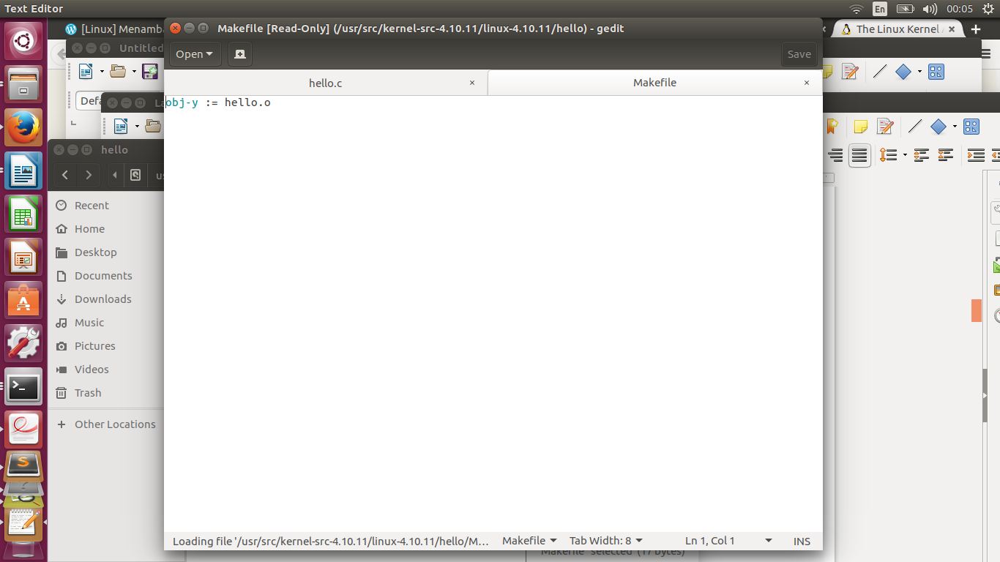 Text Editor
En
00:05
[Linux] Menamba
The Linux Kernel A
Untitled
Makefile [Read-Only] (/usr/src/kernel-src-4.10.11/linux-4.10.11/hello) - gedit
Open
Save
hello.c
Makefile
obj-y := hello.o
Defa
La
hello
us
Recent
Home
Desktop
Documents
Downloads
Music
Pictures
Videos
Trash
Other Locations
Loading file '/usr/src/kernel-src-4.10.11/linux-4.10.11/hello/M…
Makefile
Tab Width: 8
Ln 1, Col 1
INS
"Makefile" selected (17 bytes)